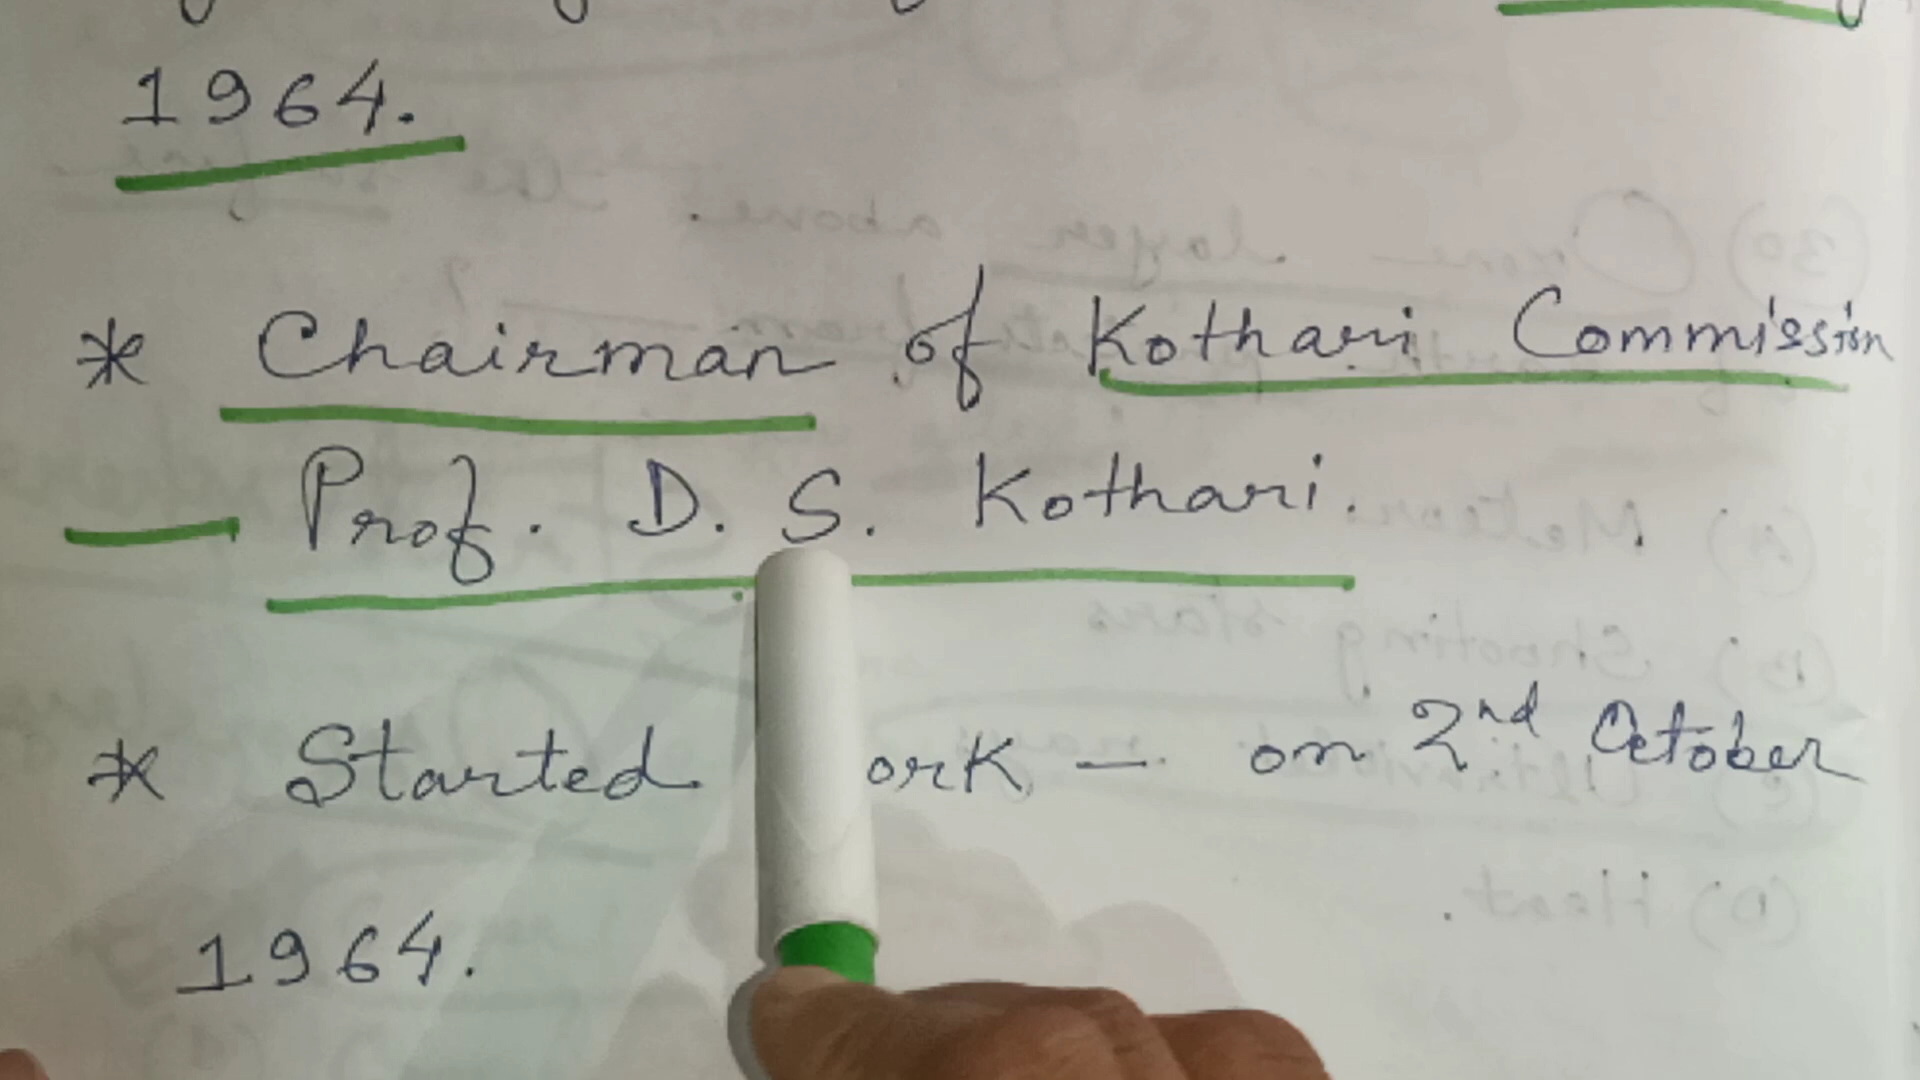 1964.
* Chairman of Kothari Commission
— Prof. D. S. Kothari.
* Started ork — on 2nd October
1964.